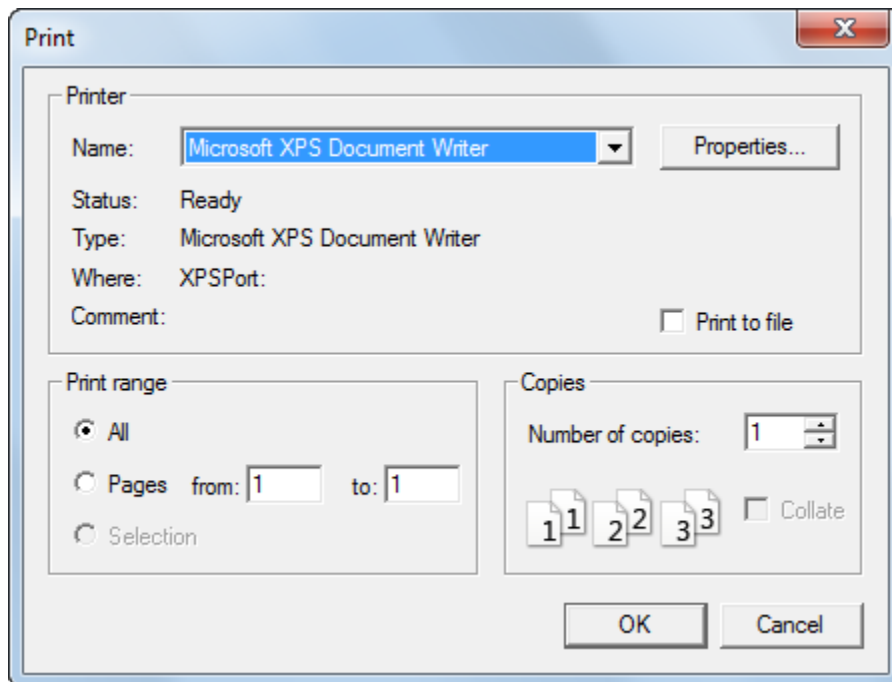 Print
Printer
Name: Microsoft XPS Document Writer Properties...
Status: Ready
Type: Microsoft XPS Document Writer
Where: XPSPort:
Comment:
Print to file
Print range
All
Pages from: 1 to: 1
Selection
Copies
Number of copies: 1
1 1 2 2 3 3 Collate
OK Cancel